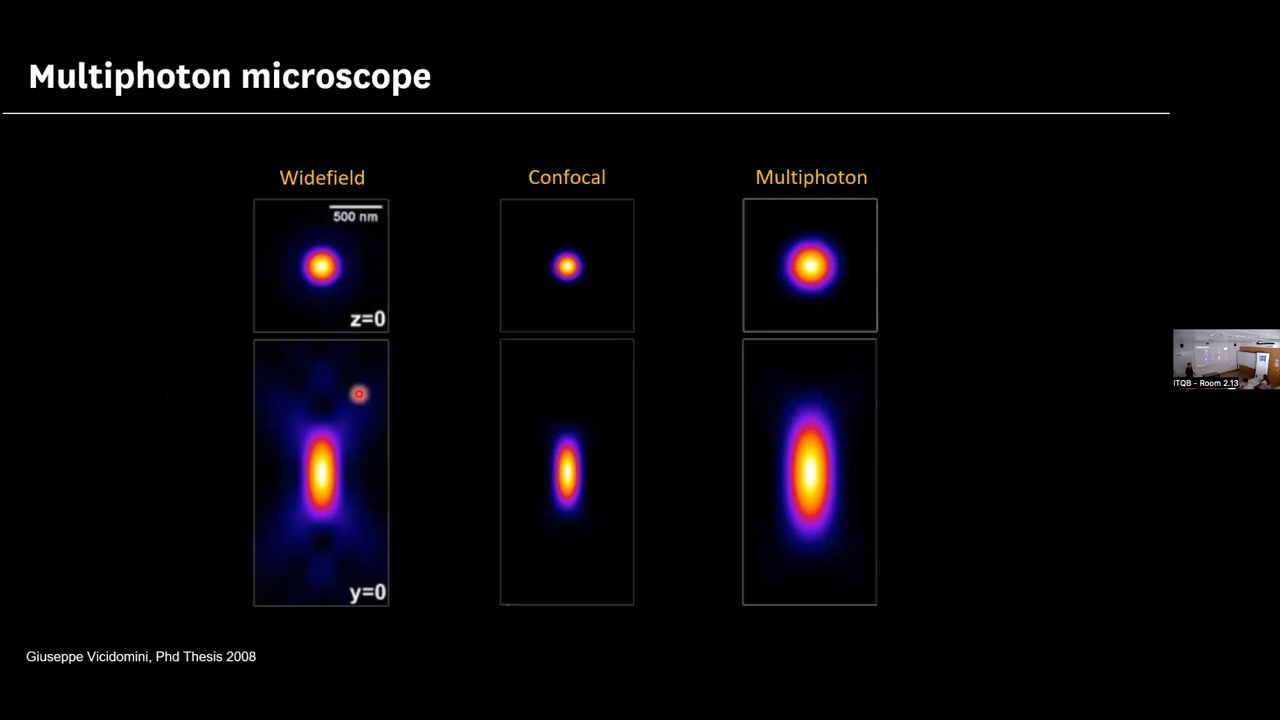 Multiphoton microscope
Widefield
Confocal
Multiphoton
500 nm
z=0
y=0
ITQB - Room 2.13
Giuseppe Vicidomini, Phd Thesis 2008